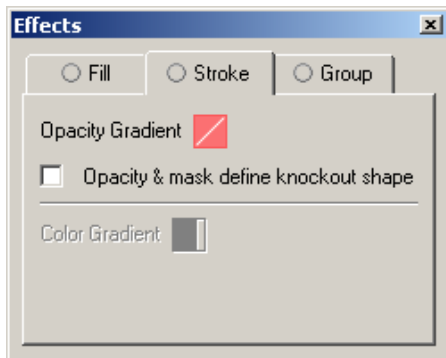 Effects
Fill Stroke Group
Opacity Gradient
Opacity & mask define knockout shape
Color Gradient